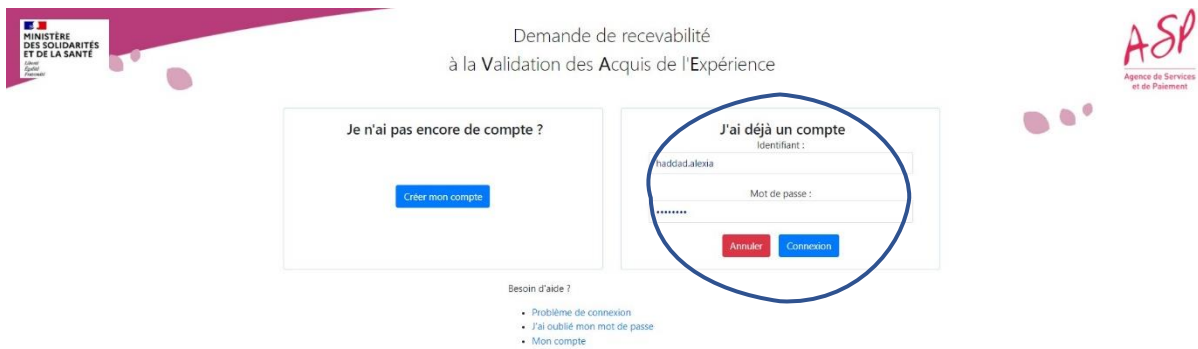 MINISTÈRE
DES SOLIDARITÉS
ET DE LA SANTÉ
Liberté
Égalité
Fraternité
Demande de recevabilité
à la Validation des Acquis de l'Expérience
ASP
Agence de Services
et de Paiement
Je n'ai pas encore de compte ?
Créer mon compte
J'ai déjà un compte
Identifiant :
haddad.alexia
Mot de passe :
••••••••
Annuler
Connexion
Besoin d'aide ?
• Problème de connexion
• J'ai oublié mon mot de passe
• Mon compte